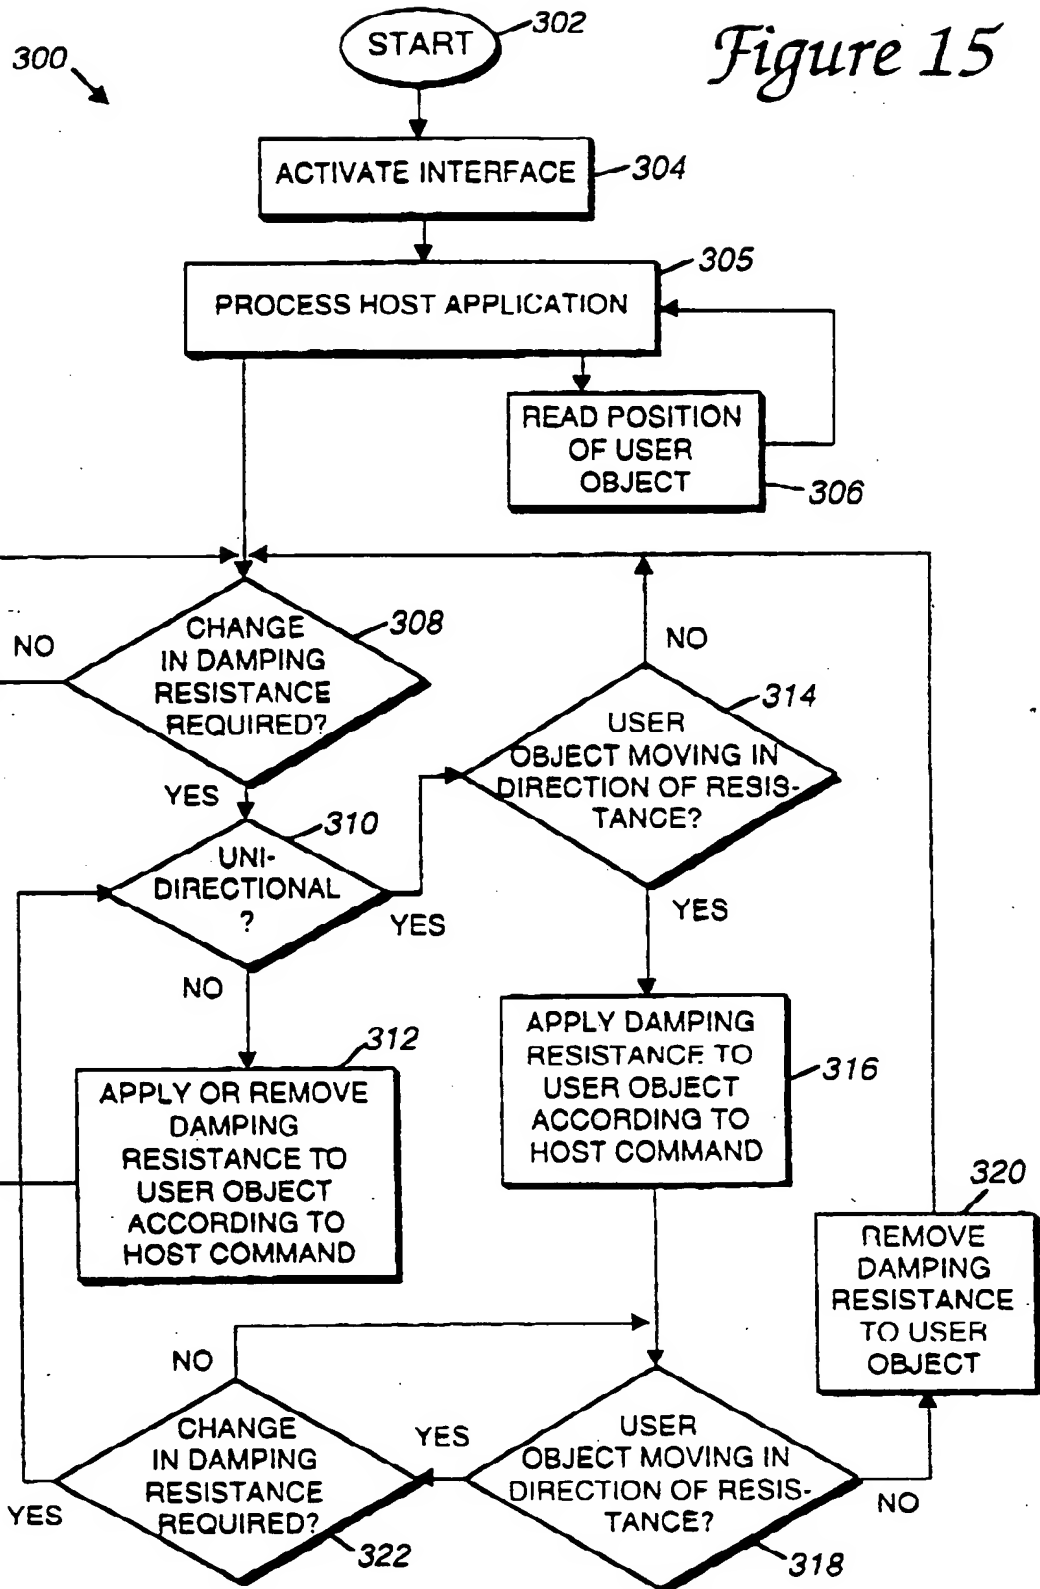 Figure 15
300
START
302
ACTIVATE INTERFACE
304
PROCESS HOST APPLICATION
305
READ POSITION
OF USER
OBJECT
306
CHANGE
IN DAMPING
RESISTANCE
REQUIRED?
308
NO
YES
UNI-
DIRECTIONAL
?
310
YES
NO
USER
OBJECT MOVING IN
DIRECTION OF RESIS-
TANCE?
314
NO
YES
APPLY OR REMOVE
DAMPING
RESISTANCE TO
USER OBJECT
ACCORDING TO
HOST COMMAND
312
APPLY DAMPING
RESISTANCE TO
USER OBJECT
ACCORDING TO
HOST COMMAND
316
REMOVE
DAMPING
RESISTANCE
TO USER
OBJECT
320
USER
OBJECT MOVING IN
DIRECTION OF RESIS-
TANCE?
318
YES
NO
CHANGE
IN DAMPING
RESISTANCE
REQUIRED?
322
NO
YES